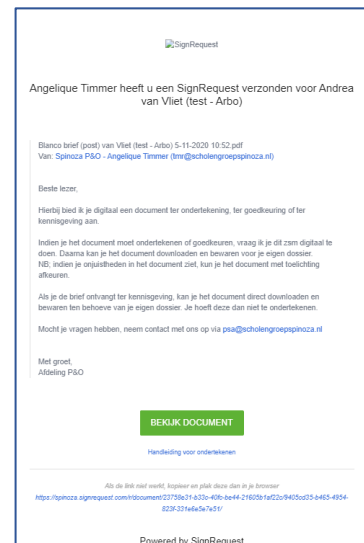 SignRequest
Angelique Timmer heeft u een SignRequest verzonden voor Andrea
van Vliet (test - Arbo)
Blanco brief (post) van Vliet (test - Arbo) 5-11-2020 10:52.pdf
Van: Spinoza P&O - Angelique Timmer (tmr@scholengroepspinoza.nl)
Beste lezer,
Hierbij bied ik je digitaal een document ter ondertekening, ter goedkeuring of ter
kennisgeving aan.
Indien je het document moet ondertekenen of goedkeuren, vraag ik je dit zsm digitaal te
doen. Daarna kan je het document downloaden en bewaren voor je eigen dossier.
NB; indien je onjuistheden in het document ziet, kun je het document met toelichting
afkeuren.
Als je de brief ontvangt ter kennisgeving, kan je het document direct downloaden en
bewaren ten behoeve van je eigen dossier. Je hoeft deze dan niet te ondertekenen.
Mocht je vragen hebben, neem contact met ons op via psa@scholengroepspinoza.nl
Met groet,
Afdeling P&O
BEKIJK DOCUMENT
Handleiding voor ondertekenen
Als de link niet werkt, kopieer en plak deze dan in je browser
Powered by SignRequest